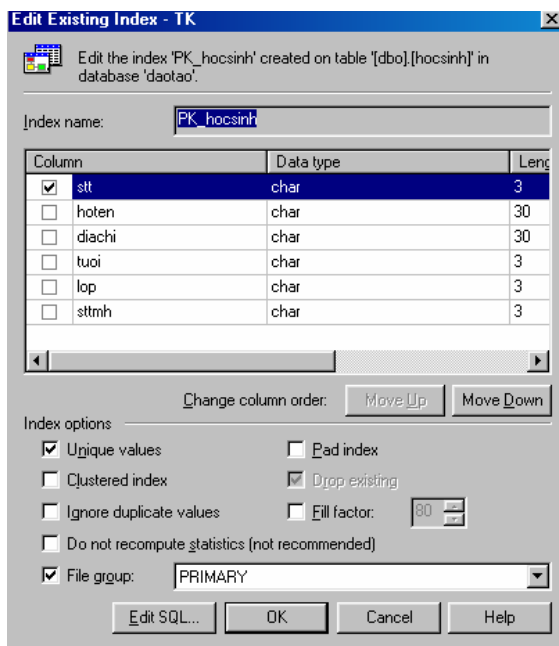 Edit Existing Index - TK
Edit the index 'PK_hocsinh' created on table '[dbo].[hocsinh]' in
database 'daotao'.
Index name: PK_hocsinh
Column Data type Leng
stt char 3
hoten char 30
diachi char 30
tuoi char 3
lop char 3
sttmh char 3
Change column order: Move Up Move Down
Index options
Unique values Pad index
Clustered index Drop existing
Ignore duplicate values Fill factor: 80
Do not recompute statistics (not recommended)
File group: PRIMARY
Edit SQL... OK Cancel Help